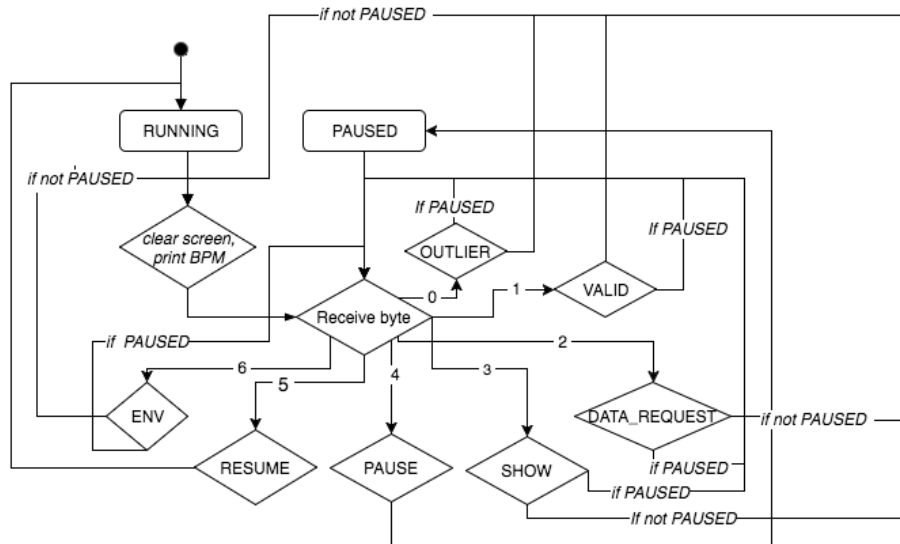 if not PAUSED
RUNNING
PAUSED
if not PAUSED
If PAUSED
If PAUSED
clear screen,
print BPM
OUTLIER
VALID
0
1
Receive byte
if PAUSED
2
6
5
4
3
ENV
DATA_REQUEST
if not PAUSED
RESUME
PAUSE
SHOW
if PAUSED
if PAUSED
If not PAUSED